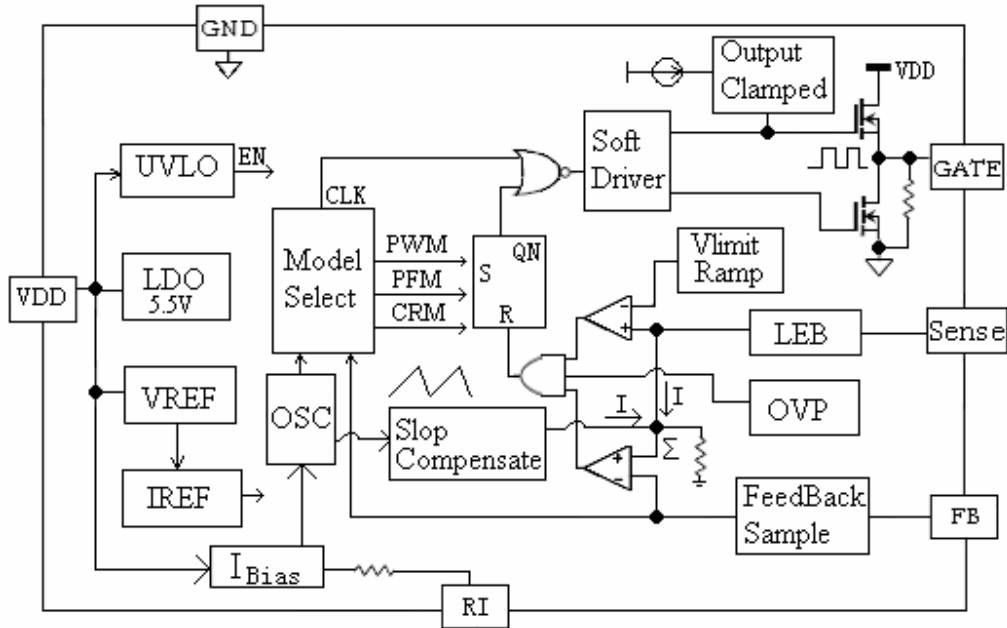 GND
Output
Clamped
VDD
UVLO
EN
Soft
Driver
GATE
CLK
Model
Select
PWM
PFM
CRM
QN
S
R
Vlimit
Ramp
VDD
LDO
5.5V
LEB
Sense
VREF
OSC
Slop
Compensate
I
I
Σ
OVP
IREF
FeedBack
Sample
FB
I Bias
RI